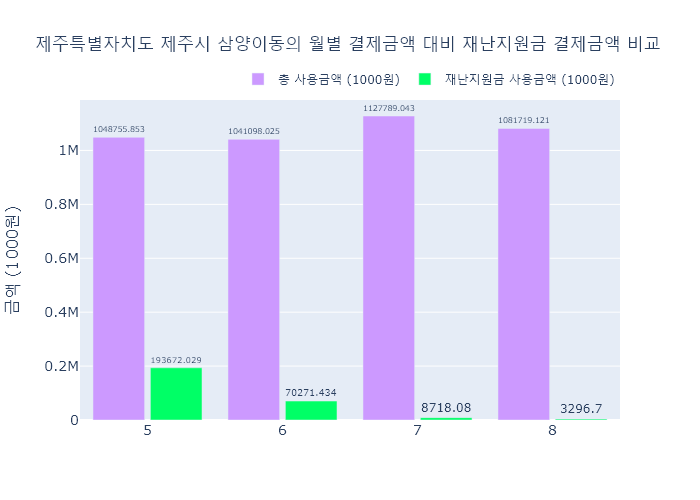 제주특별자치도 제주시 삼양이동의 월별 결제금액 대비 재난지원금 결제금액 비교
총 사용금액 (1000원)
재난지원금 사용금액 (1000원)
금액 (1000원)
1M
0.8M
0.6M
0.4M
0.2M
0
1048755.853
193672.029
1041098.025
70271.434
1127789.043
8718.08
1081719.121
3296.7
5
6
7
8